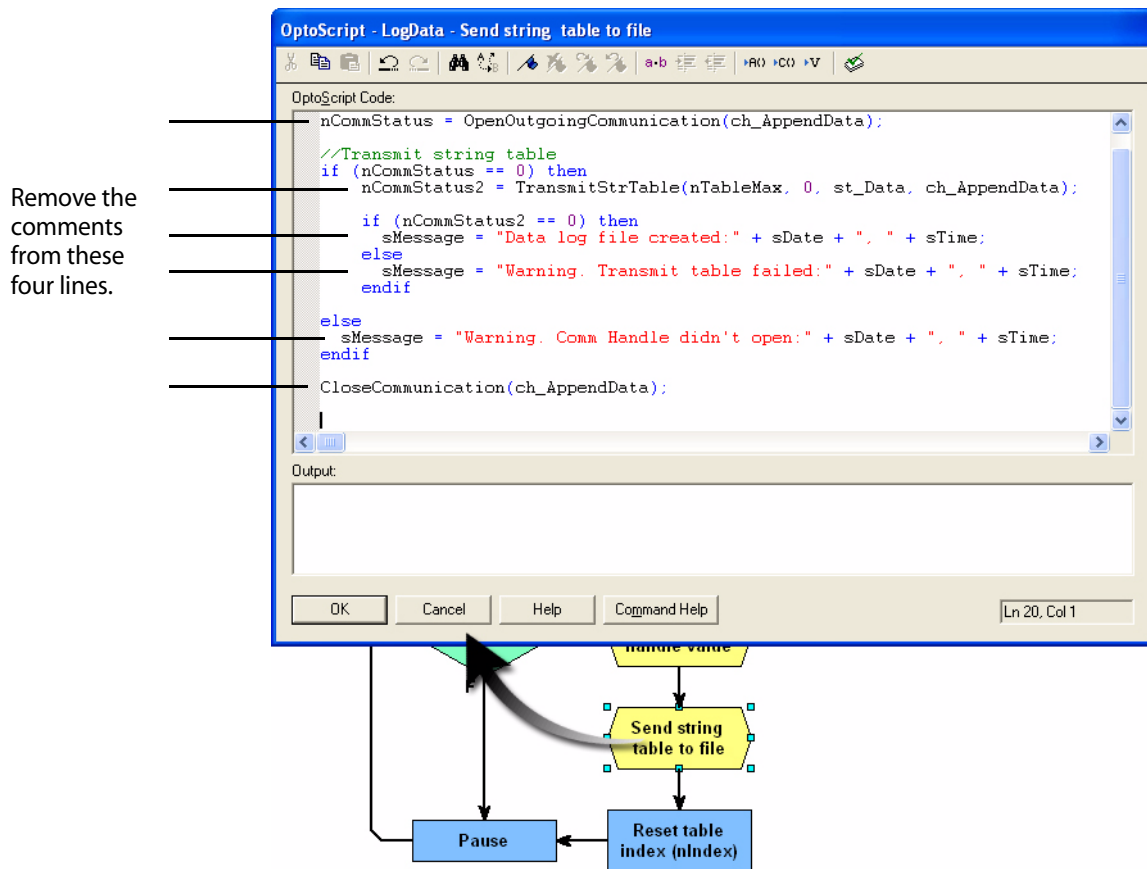 OptoScript - LogData - Send string table to file
a•b
A()
C()
V
OptoScript Code:
nCommStatus = OpenOutgoingCommunication(ch_AppendData);
//Transmit string table
if (nCommStatus == 0) then
nCommStatus2 = TransmitStrTable(nTableMax, 0, st_Data, ch_AppendData);
if (nCommStatus2 == 0) then
sMessage = "Data log file created:" + sDate + ", " + sTime;
else
sMessage = "Warning. Transmit table failed:" + sDate + ", " + sTime;
endif
else
sMessage = "Warning. Comm Handle didn't open:" + sDate + ", " + sTime;
endif
CloseCommunication(ch_AppendData);
Remove the
comments
from these
four lines.
Output:
OK
Cancel
Help
Command Help
Ln 20, Col 1
handle value
F
Send string
table to file
Pause
Reset table
index (nIndex)